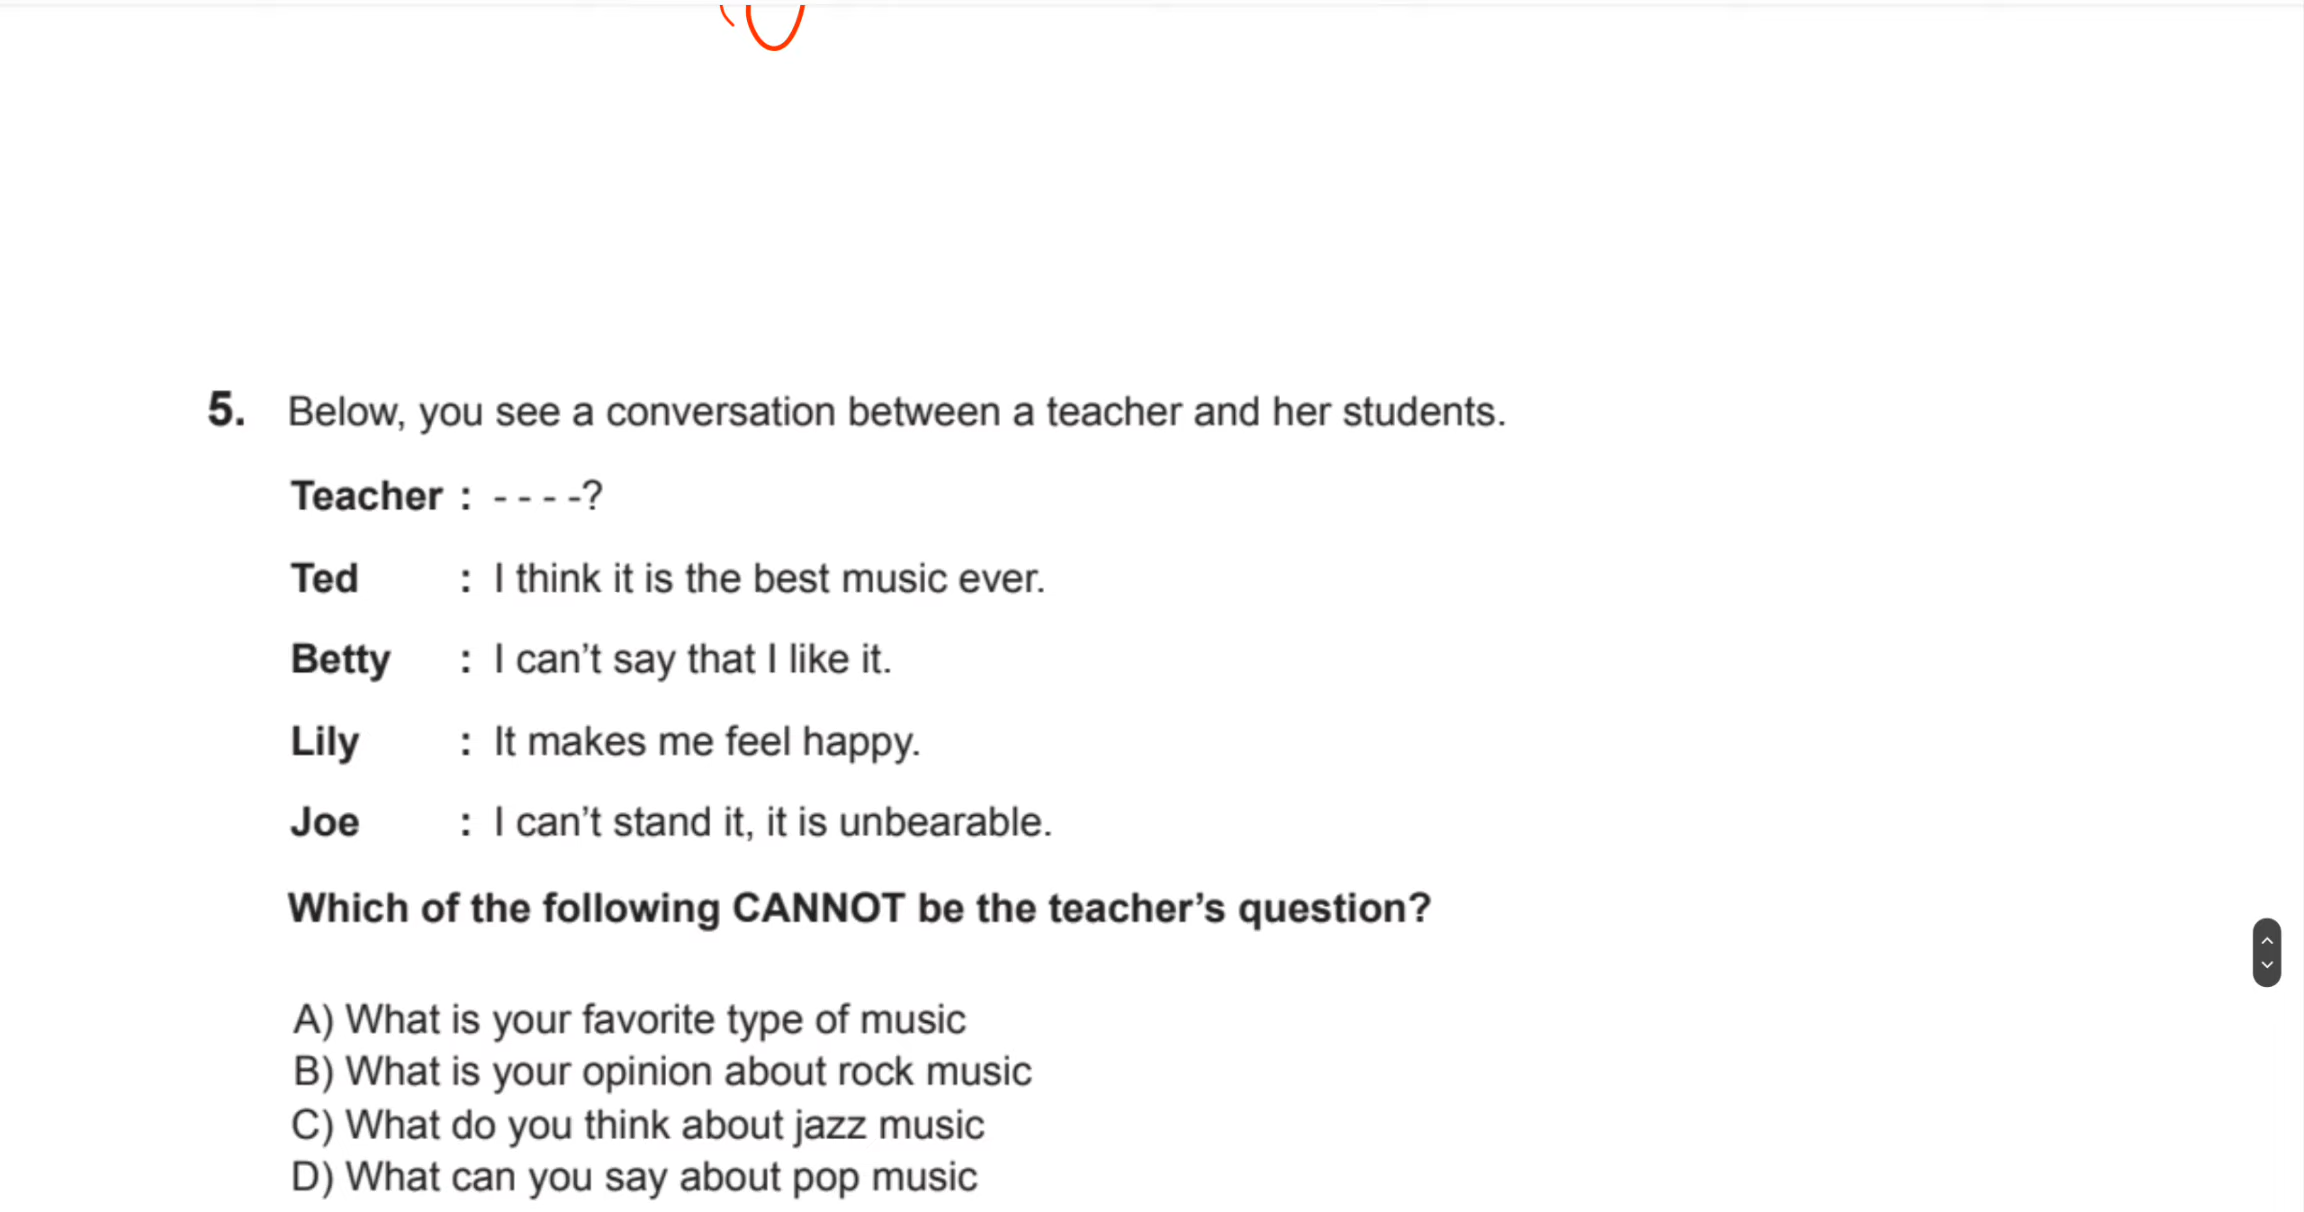 5. Below, you see a conversation between a teacher and her students.
Teacher : - - - -?
Ted : I think it is the best music ever.
Betty : I can’t say that I like it.
Lily : It makes me feel happy.
Joe : I can’t stand it, it is unbearable.
Which of the following CANNOT be the teacher’s question?
A) What is your favorite type of music
B) What is your opinion about rock music
C) What do you think about jazz music
D) What can you say about pop music